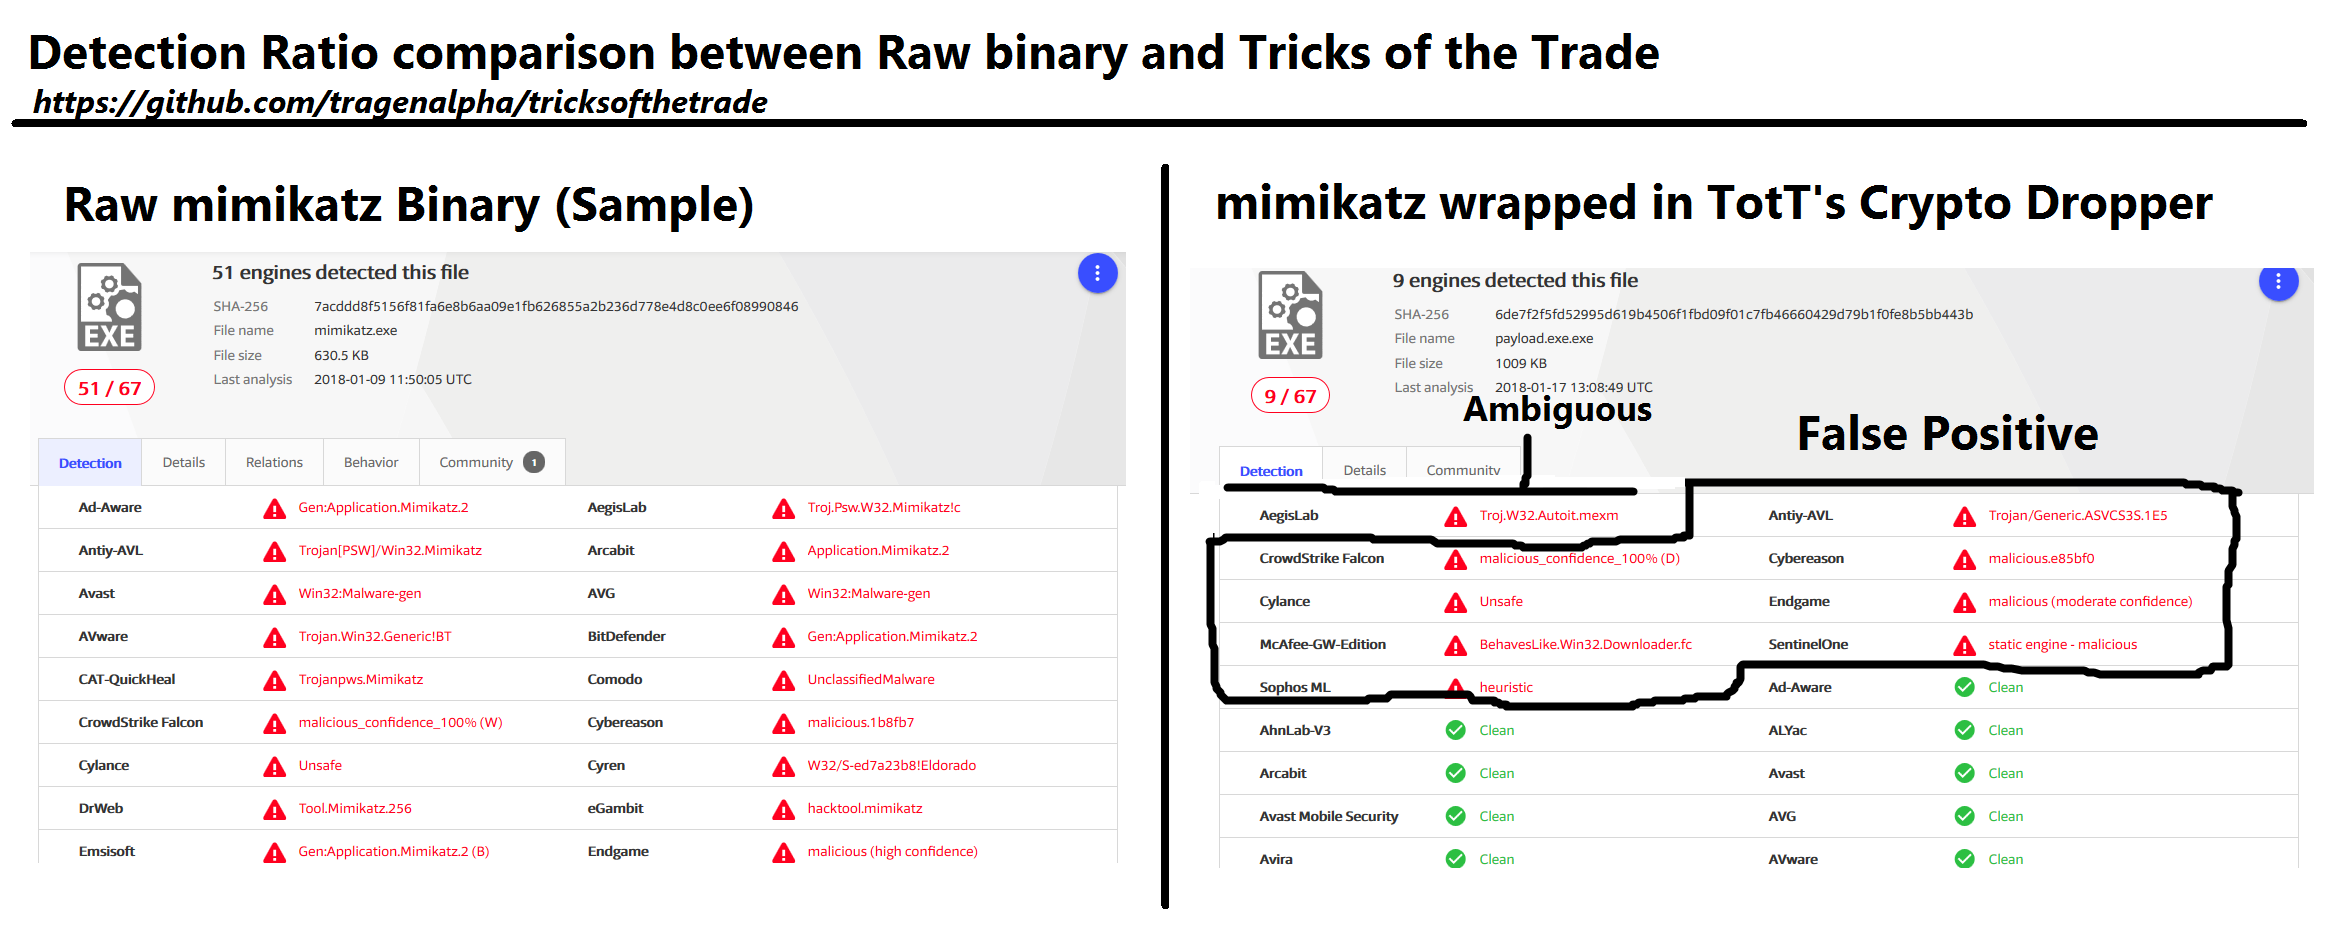 Detection Ratio comparison between Raw binary and Tricks of the Trade
https://github.com/tragenalpha/tricksofthetrade
Raw mimikatz Binary (Sample)
EXE
51 / 67
51 engines detected this file
SHA-256 7acddd8f5156f81fa6e8b6aa09e1fb626855a2b236d778e4d8c0ee6f08990846
File name mimikatz.exe
File size 630.5 KB
Last analysis 2018-01-09 11:50:05 UTC
Detection Details Relations Behavior Community 1
Ad-Aware Gen:Application.Mimikatz.2 AegisLab Troj.Psw.W32.Mimikatz!c
Antiy-AVL Trojan[PSW]/Win32.Mimikatz Arcabit Application.Mimikatz.2
Avast Win32:Malware-gen AVG Win32:Malware-gen
AVware Trojan.Win32.Generic!BT BitDefender Gen:Application.Mimikatz.2
CAT-QuickHeal Trojanpws.Mimikatz Comodo UnclassifiedMalware
CrowdStrike Falcon malicious_confidence_100% (W) Cybereason malicious.1b8fb7
Cylance Unsafe Cyren W32/S-ed7a23b8!Eldorado
DrWeb Tool.Mimikatz.256 eGambit hacktool.mimikatz
Emsisoft Gen:Application.Mimikatz.2 (B) Endgame malicious (high confidence)
mimikatz wrapped in TotT's Crypto Dropper
EXE
9 / 67
9 engines detected this file
SHA-256 6de7f2f5fd52995d619b4506f1fbd09f01c7fb46660429d79b1f0fe8b5bb443b
File name payload.exe.exe
File size 1009 KB
Last analysis 2018-01-17 13:08:49 UTC
Ambiguous
False Positive
Detection Details Community
AegisLab Troj.W32.Autoit.mexm Antiy-AVL Trojan/Generic.ASVCS3S.1E5
CrowdStrike Falcon malicious_confidence_100% (D) Cybereason malicious.e85bf0
Cylance Unsafe Endgame malicious (moderate confidence)
McAfee-GW-Edition BehavesLike.Win32.Downloader.fc SentinelOne static engine - malicious
Sophos ML heuristic Ad-Aware Clean
AhnLab-V3 Clean ALYac Clean
Arcabit Clean Avast Clean
Avast Mobile Security Clean AVG Clean
Avira Clean AVware Clean